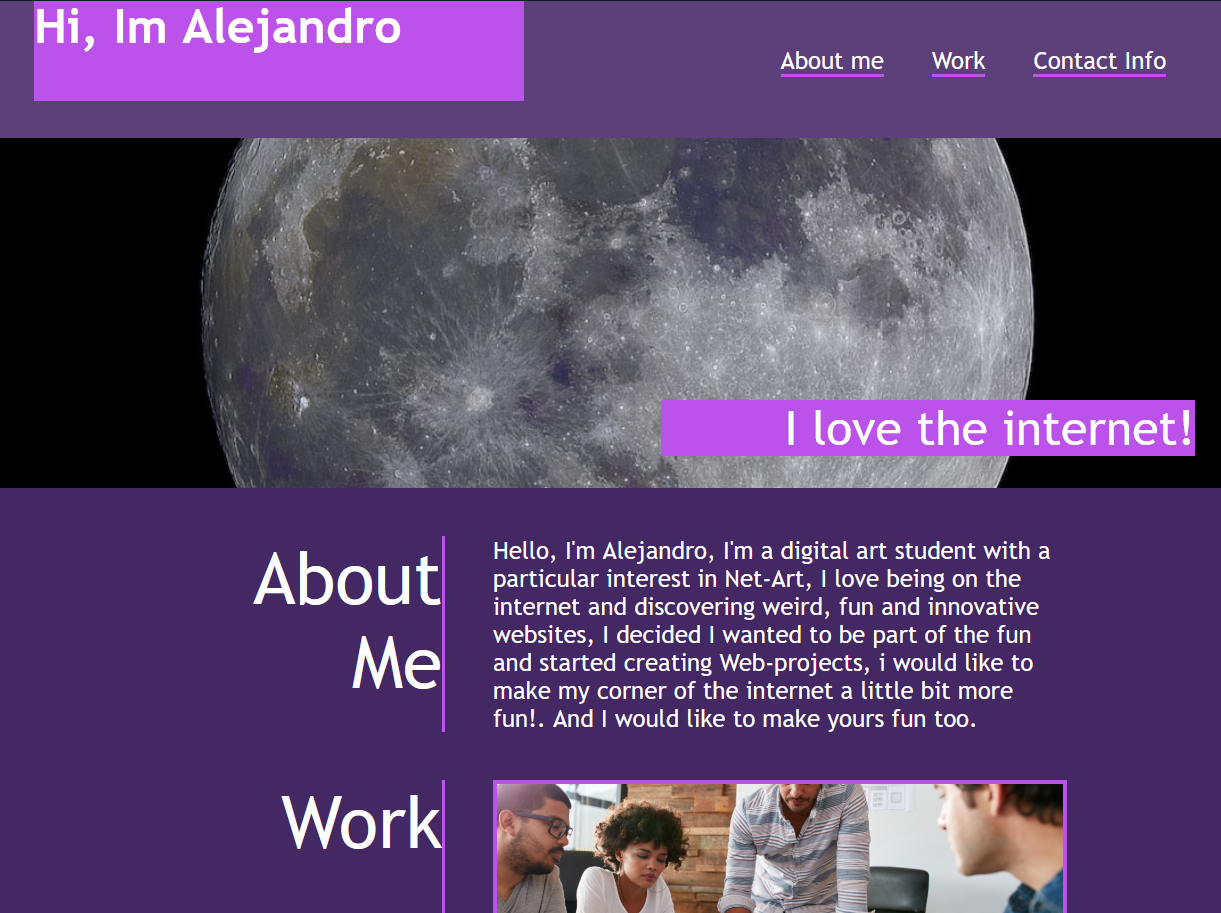 Hi, Im Alejandro
About me
Work
Contact Info
I love the internet!
About
Me
Hello, I'm Alejandro, I'm a digital art student with a
particular interest in Net-Art, I love being on the
internet and discovering weird, fun and innovative
websites, I decided I wanted to be part of the fun
and started creating Web-projects, i would like to
make my corner of the internet a little bit more
fun!. And I would like to make yours fun too.
Work